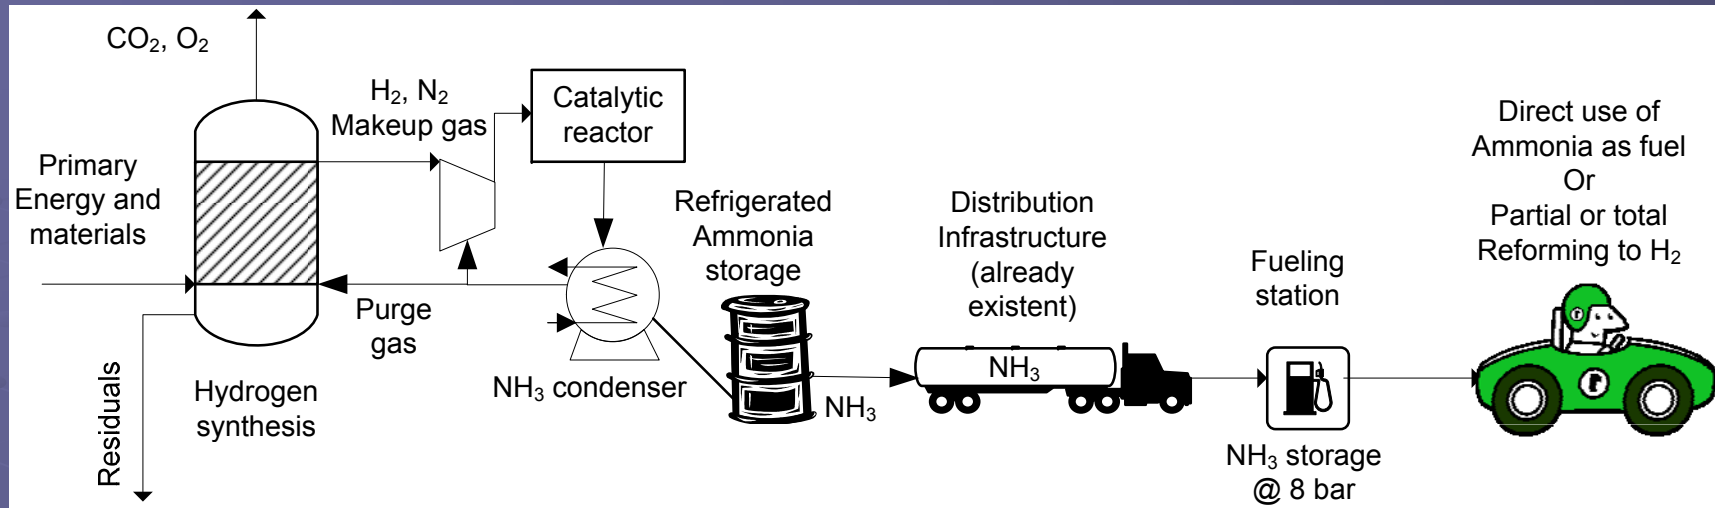 CO₂, O₂
H₂, N₂
Makeup gas
Catalytic
reactor
Primary
Energy and
materials
Purge
gas
Residuals
Hydrogen
synthesis
NH₃ condenser
Refrigerated
Ammonia
storage
NH₃
Distribution
Infrastructure
(already
existent)
NH₃
Fueling
station
NH₃ storage
@ 8 bar
Direct use of
Ammonia as fuel
Or
Partial or total
Reforming to H₂